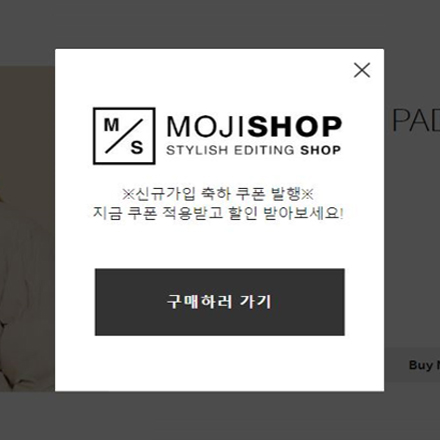 PAD
M
S
MOJISHOP
STYLISH EDITING SHOP
※신규가입 축하 쿠폰 발행※
지금 쿠폰 적용받고 할인 받아보세요!
구매하러 가기
Buy